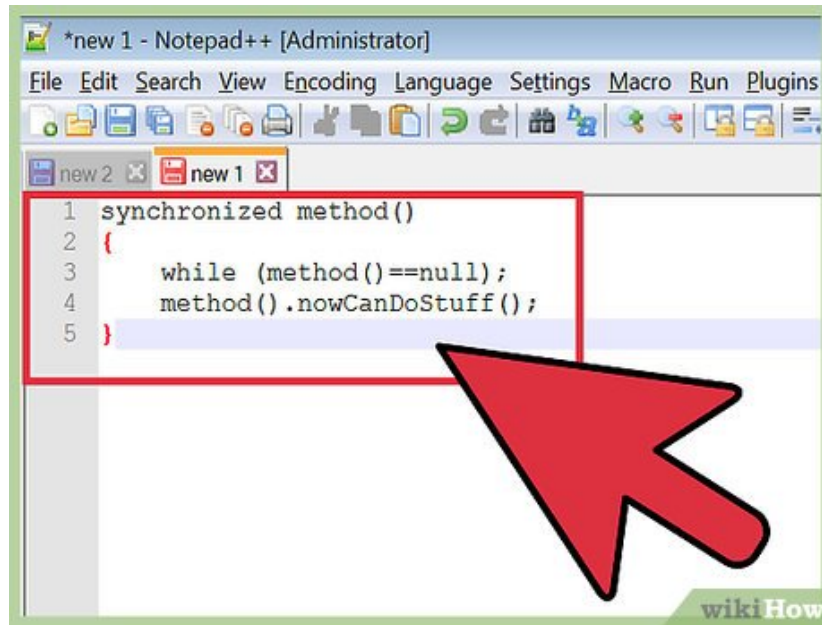 *new 1 - Notepad++ [Administrator]
File Edit Search View Encoding Language Settings Macro Run Plugins
new 2 new 1
1 synchronized method()
2 {
3 while (method()==null);
4 method().nowCanDoStuff();
5 }
wikiHow